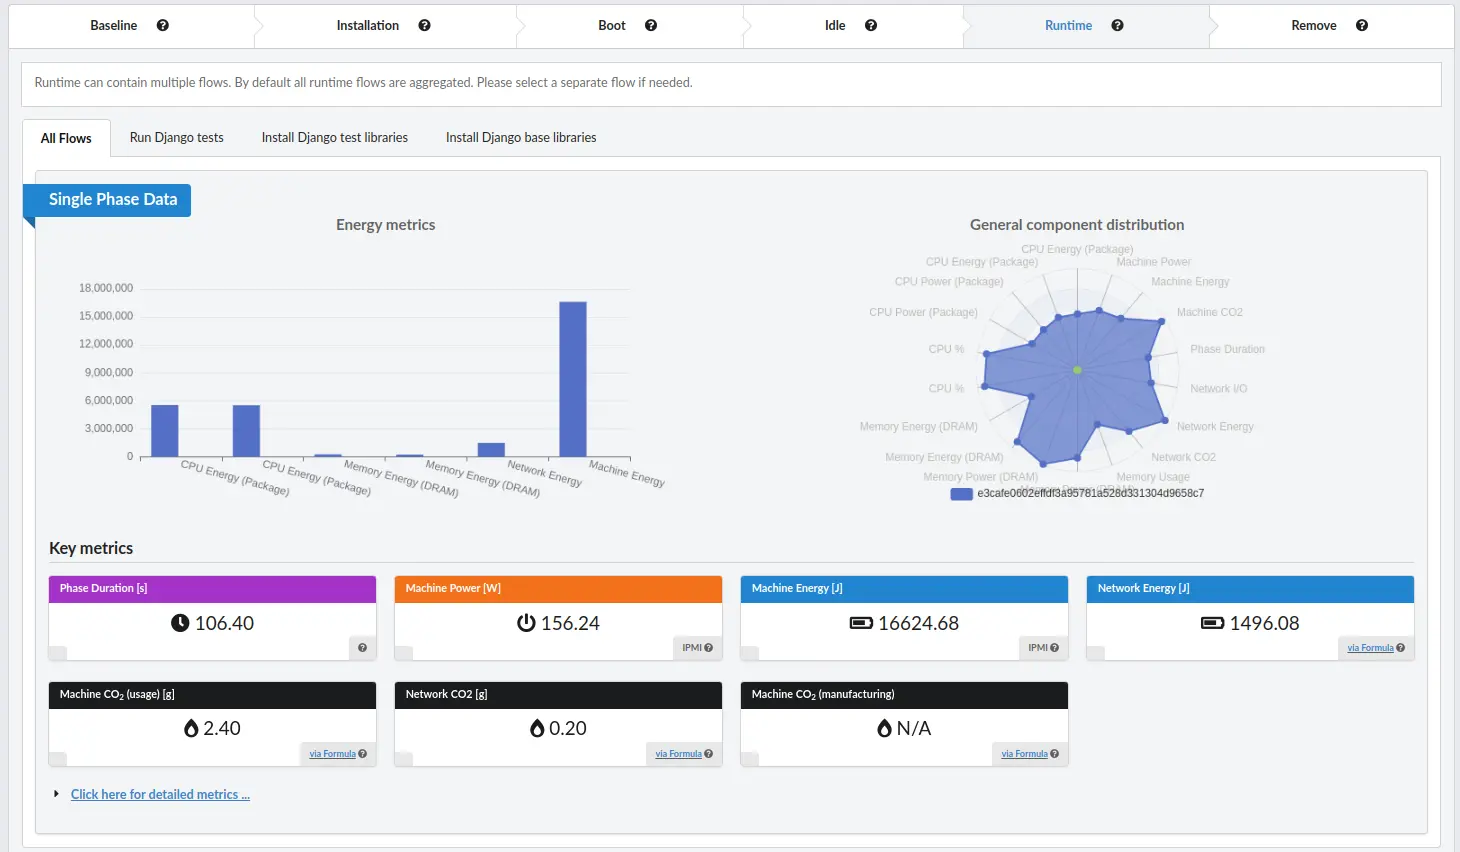 Baseline
Installation
Boot
Idle
Runtime
Remove
Runtime can contain multiple flows. By default all runtime flows are aggregated. Please select a separate flow if needed.
All Flows
Run Django tests
Install Django test libraries
Install Django base libraries
Single Phase Data
Energy metrics
18,000,000
15,000,000
12,000,000
9,000,000
6,000,000
3,000,000
0
CPU Energy (Package)
CPU Energy (Package)
Memory Energy (DRAM)
Memory Energy (DRAM)
Network Energy
Machine Energy
General component distribution
CPU Energy (Package)
CPU Energy (Package)
Machine Power
CPU Power (Package)
Machine Energy
CPU Power (Package)
Machine CO2
CPU %
Phase Duration
CPU %
Network I/O
Memory Energy (DRAM)
Network Energy
Memory Energy (DRAM)
Network CO2
Memory Power (DRAM)
Memory Usage
Memory Power (DRAM)
e3cafe0602effdf3a95781a528d331304d9658c7
Key metrics
Phase Duration [s]
106.40
Machine Power [W]
156.24
IPMI
Machine Energy [J]
16624.68
IPMI
Network Energy [J]
1496.08
via Formula
Machine CO2 (usage) [g]
2.40
via Formula
Network CO2 [g]
0.20
via Formula
Machine CO2 (manufacturing)
N/A
via Formula
Click here for detailed metrics ...